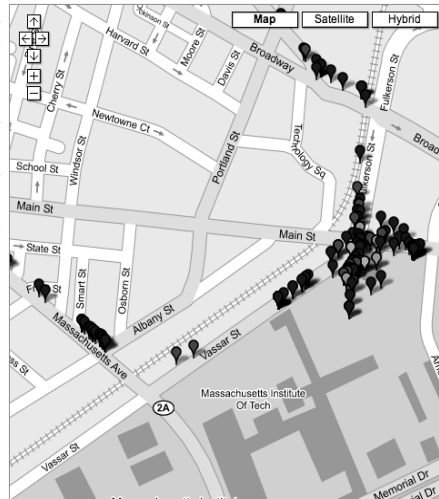 Map
Satellite
Hybrid
Harvard St
Moore St
Davis St
Broadway
Cherry St
Fulkerson St
Newtowne Ct
Windsor St
Portland St
Technology Sq
School St
Main St
Main St
State St
Smart St
Osborn St
Albany St
Massachusetts Ave
Vassar St
Massachusetts Institute
Of Tech
2A
Vassar St
Memorial Dr